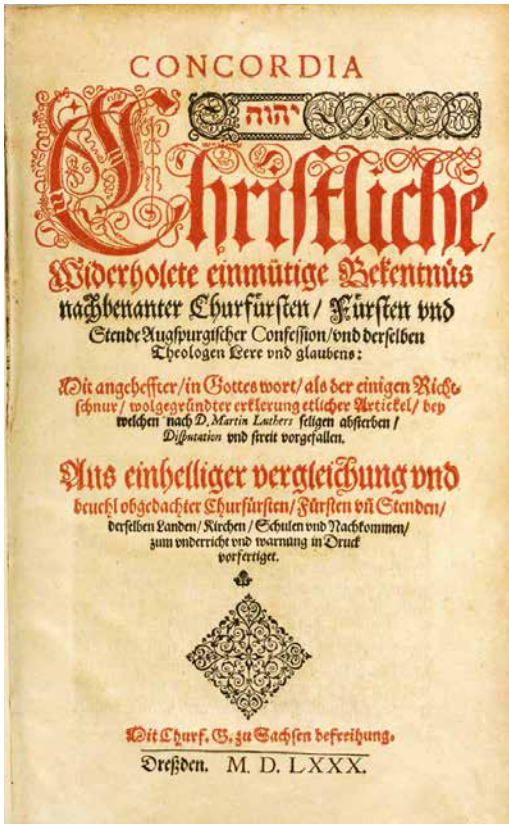 CONCORDIA
יהוה
Chriſtliche,
Widerholete einmütige Bekentnüs
nachbenanter Churfürſten / Fürſten vnd
Stende Augſpurgiſcher Confeſſion/vnd derſelben
Theologen Lere vnd glaubens:
Mit angeheffter / in Gottes wort / als der einigen Richt-
ſchnur / wolgegründter erklerung etlicher Artickel / bey
welchen nach D. Martin Luthers ſeligen abſterben /
Diſputation vnd ſtreit vorgefallen.
Aus einhelliger vergleichung vnd
beuehl obgedachter Churfürſten / Fürſten vñ Stenden /
derſelben Landen / Kirchen / Schulen vnd Nachkommen /
zum vnderricht vnd warnung in Druck
vorfertiget.
Mit Churf. G. zu Sachſen befreihung.
Dreßden. M. D. LXXX.